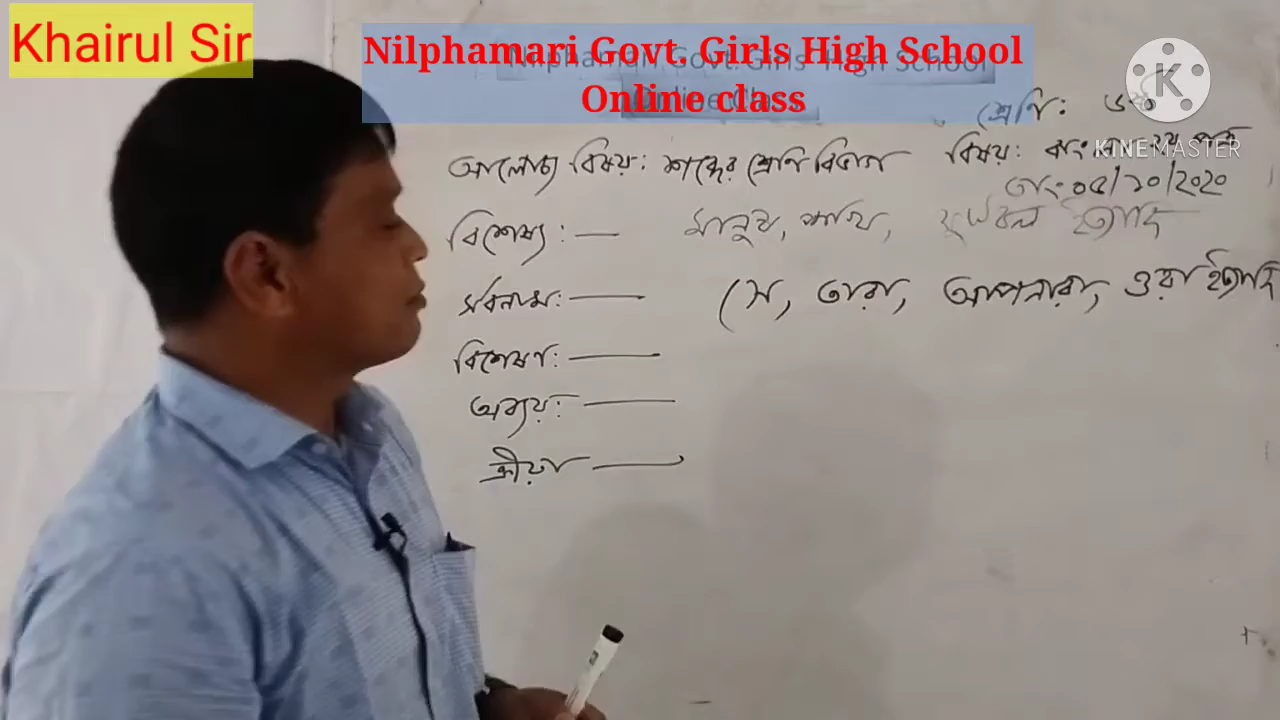 Khairul Sir
Nilphamari Govt. Girls High School
Online class
KINEMASTER
শ্রেণি: ৬ষ্ঠ
আলোচ্য বিষয়: শব্দের শ্রেণি বিভাগ
বিষয়: বাংলা ২য় পত্র
তাং ০৫/১০/২০২০
বিশেষ্য: — মানুষ, পাখি, ফুটবল ইত্যাদি
সর্বনাম: — সে, তারা, আপনারা, ওরা ইত্যাদি
বিশেষণ: —
অব্যয়: —
ক্রীয়া —